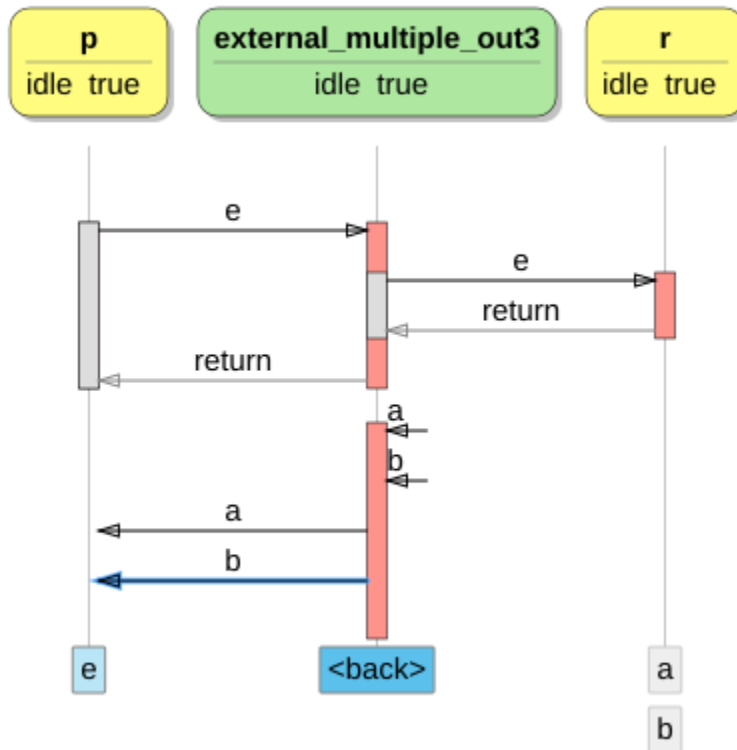 p
external_multiple_out3
r
idle true
idle true
idle true
e
e
return
return
a
b
a
b
e
<back>
a
b